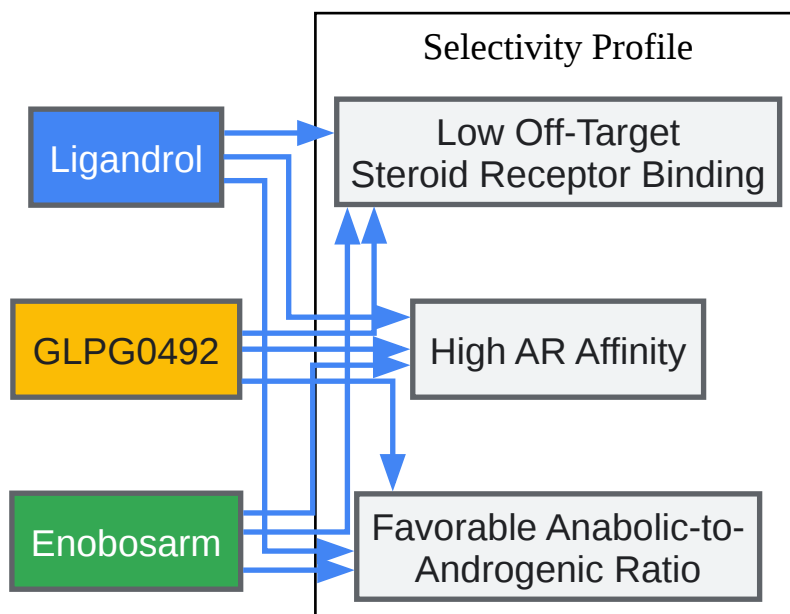 Selectivity Profile
Ligandrol
Low Off-Target
Steroid Receptor Binding
GLPG0492
High AR Affinity
Enobosarm
Favorable Anabolic-to-
Androgenic Ratio